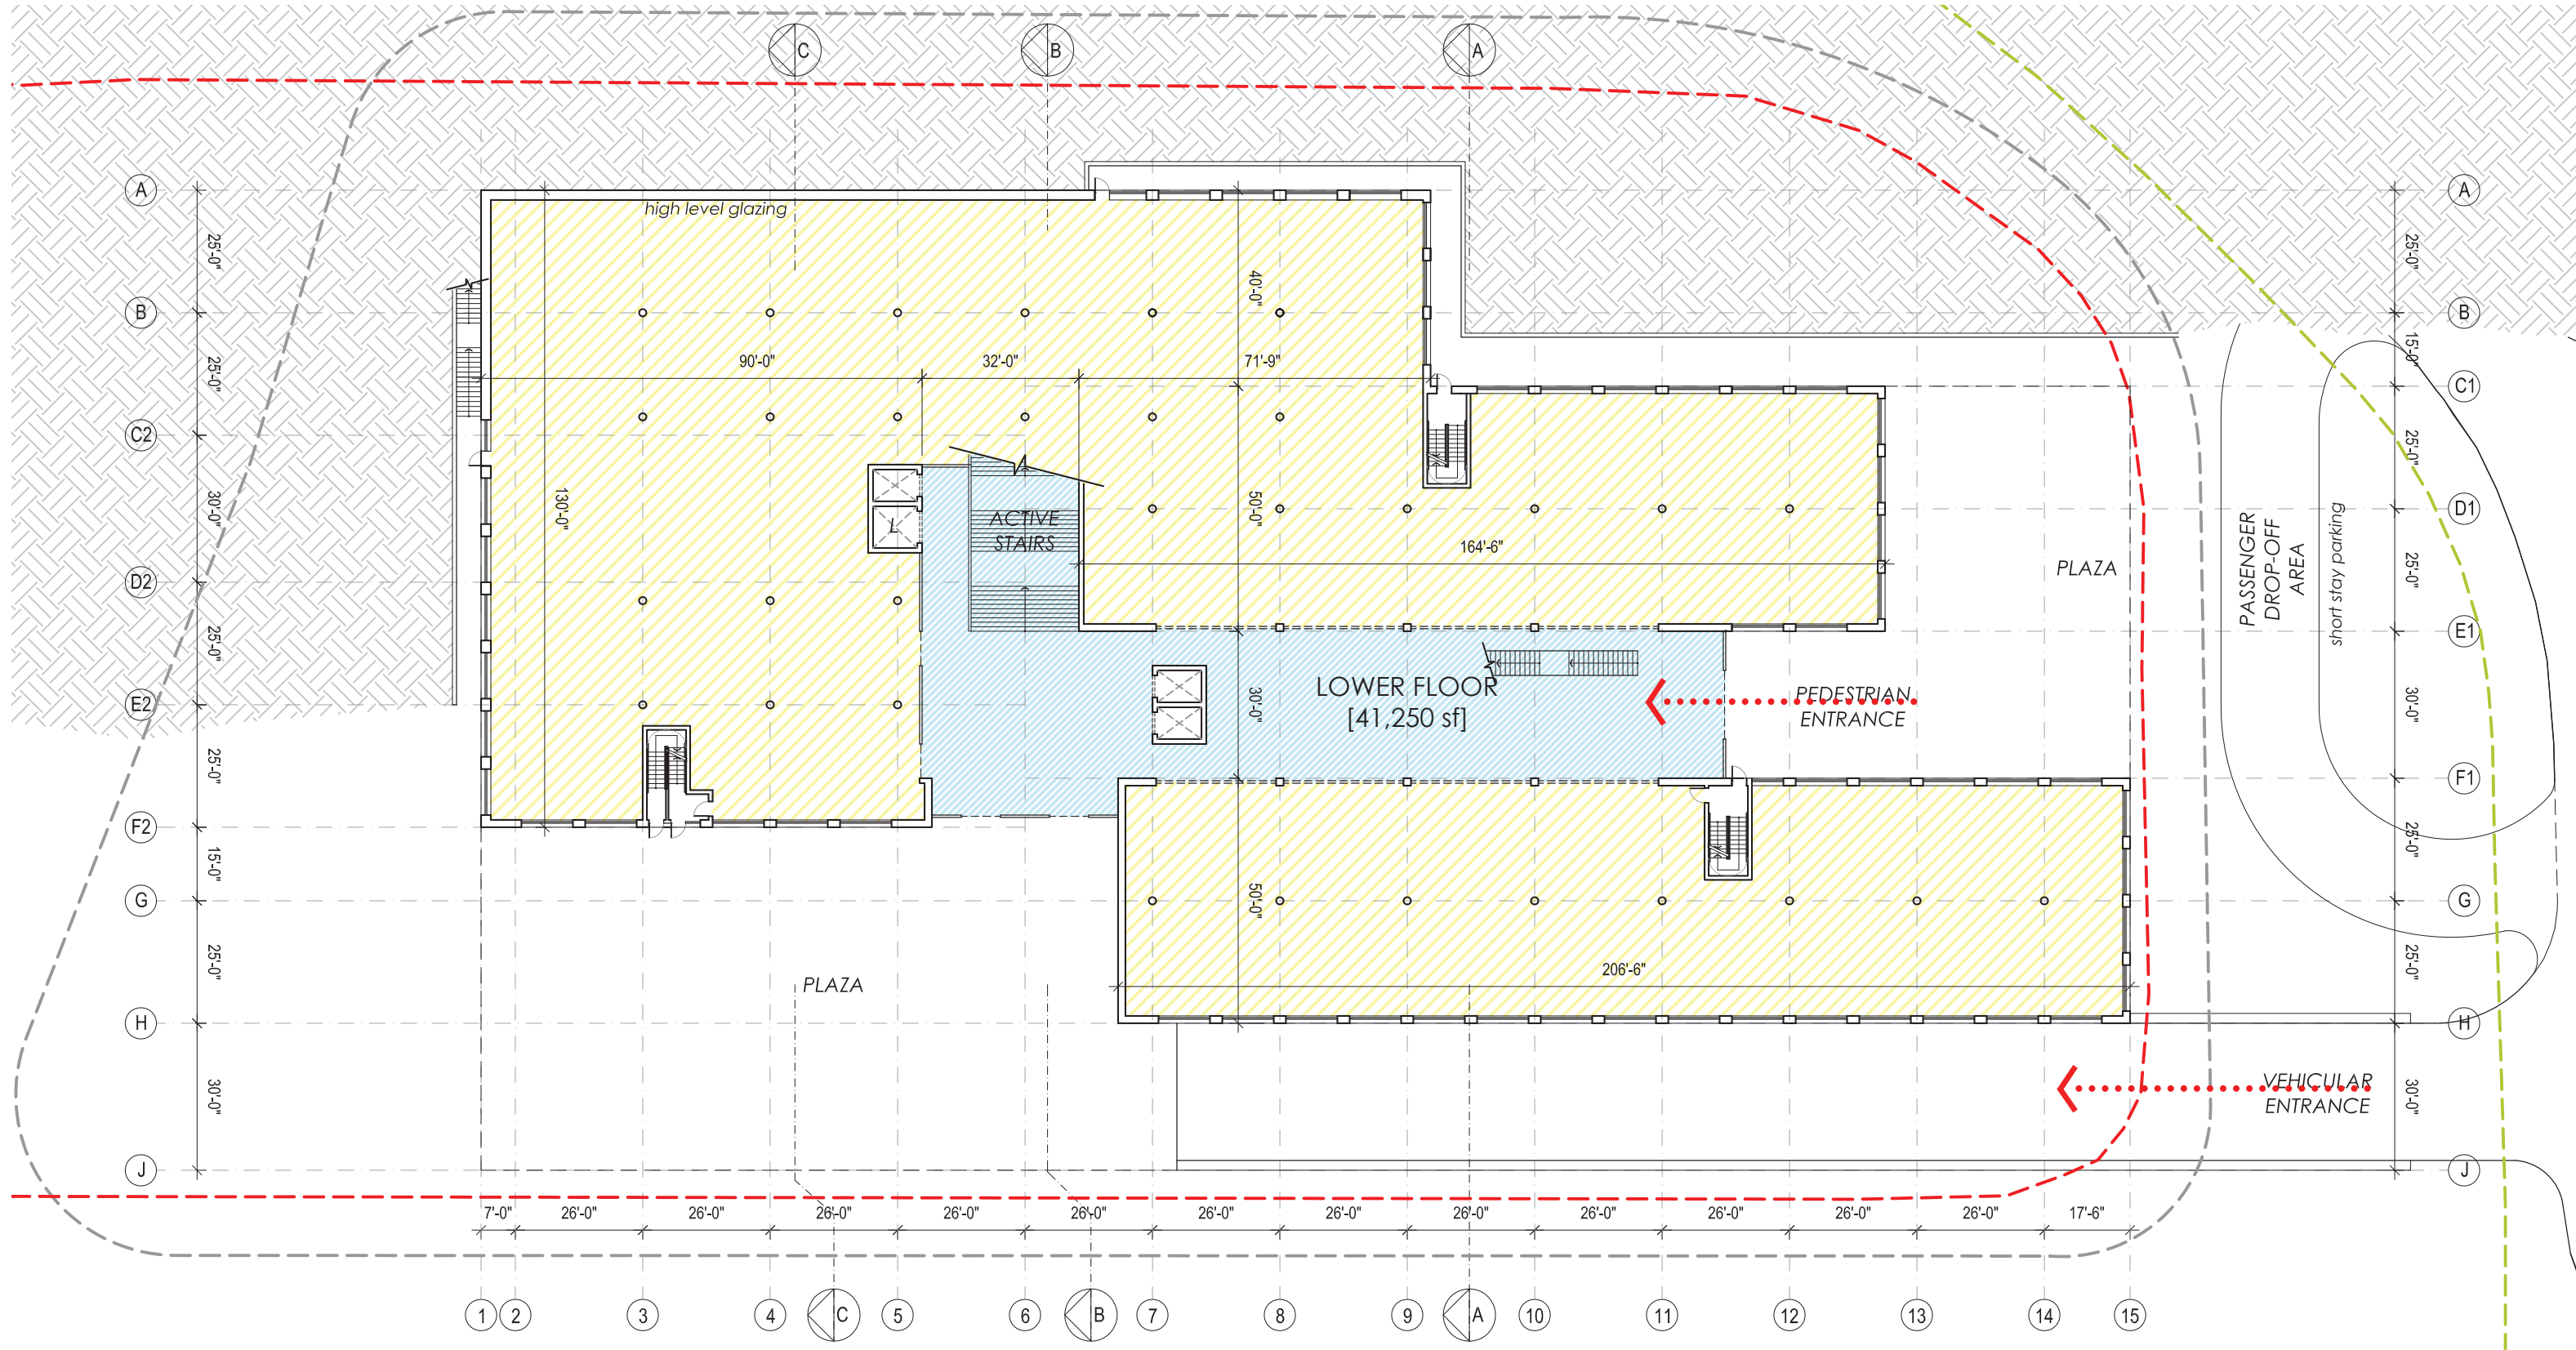 C
B
A
A
A
high level glazing
25'-0"
40'-0"
25'-0"
B
B
90'-0"
32'-0"
71'-9"
25'-0"
15'-0"
C1
C2
25'-0"
130'-0"
30'-0"
ACTIVE
STAIRS
L
50'-0"
D1
164'-6"
D2
25'-0"
PLAZA
PASSENGER
DROP-OFF
AREA
short stay parking
25'-0"
E1
LOWER FLOOR
[41,250 sf]
30'-0"
PEDESTRIAN
ENTRANCE
30'-0"
E2
25'-0"
F1
F2
15'-0"
25'-0"
G
50'-0"
G
25'-0"
PLAZA
206'-6"
25'-0"
H
H
30'-0"
VEHICULAR
ENTRANCE
30'-0"
J
J
7'-0"
26'-0"
26'-0"
26'-0"
26'-0"
26'-0"
26'-0"
26'-0"
26'-0"
26'-0"
26'-0"
26'-0"
26'-0"
17'-6"
1
2
3
4
C
5
6
B
7
8
9
A
10
11
12
13
14
15